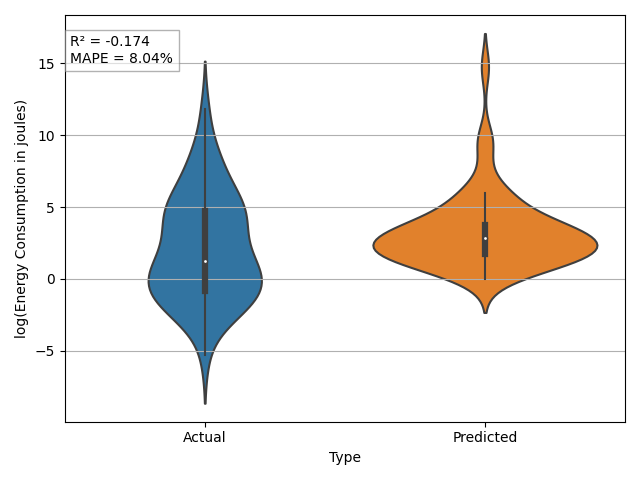 R² = -0.174
MAPE = 8.04%
15
10
5
0
−5
log(Energy Consumption in joules)
Actual
Predicted
Type